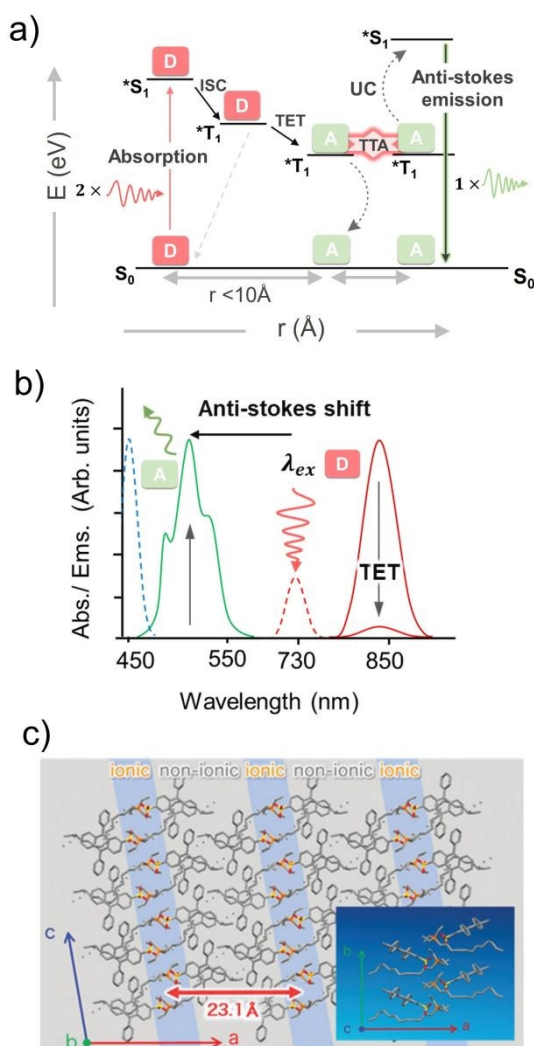 a)
E (eV)
*S₁
D
ISC
D
*T₁
TET
Absorption
2 ×
D
S₀
*S₁
UC
Anti-stokes
emission
A
TTA
A
*T₁
*T₁
1 ×
A
A
S₀
r <10Å
r (Å)
b)
Anti-stokes shift
A
λex
D
TET
Abs./ Ems. (Arb. units)
450
550
730
850
Wavelength (nm)
c)
ionic non-ionic ionic non-ionic ionic
23.1 Å
c
b
a
b
c
a